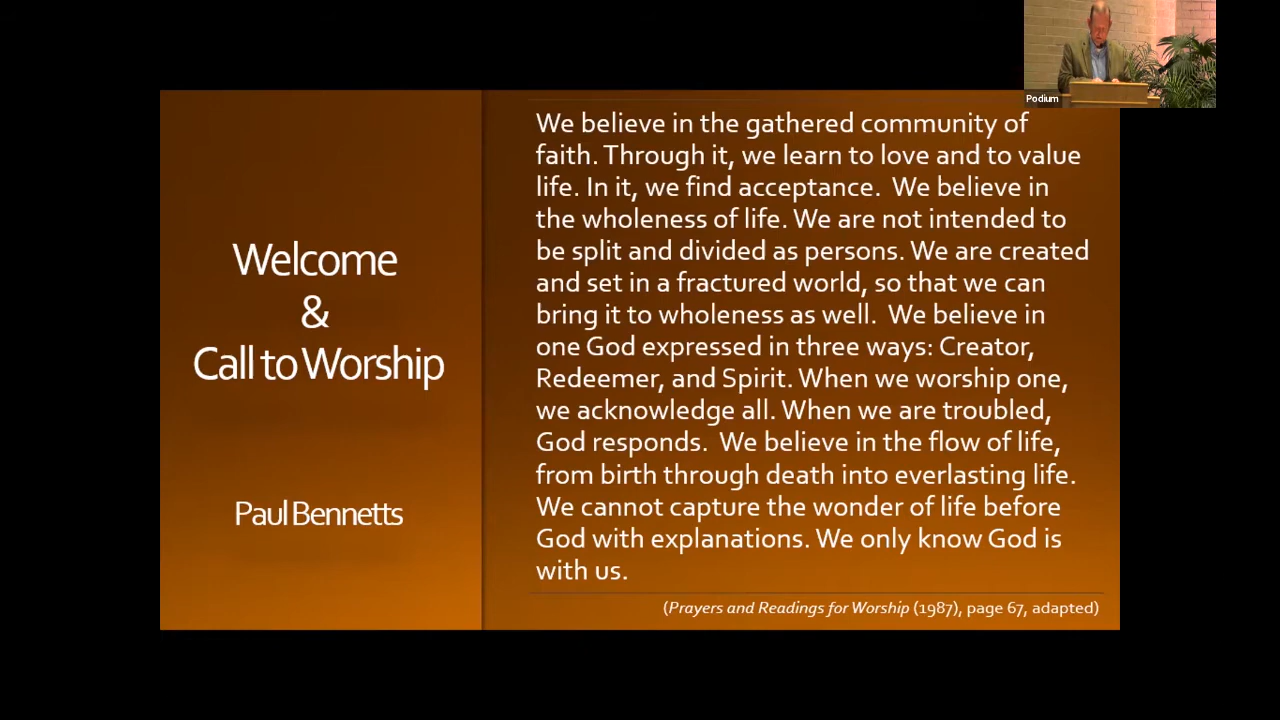 Welcome
&
Call to Worship
Paul Bennetts
We believe in the gathered community of
faith. Through it, we learn to love and to value
life. In it, we find acceptance.  We believe in
the wholeness of life. We are not intended to
be split and divided as persons. We are created
and set in a fractured world, so that we can
bring it to wholeness as well.  We believe in
one God expressed in three ways: Creator,
Redeemer, and Spirit. When we worship one,
we acknowledge all. When we are troubled,
God responds.  We believe in the flow of life,
from birth through death into everlasting life.
We cannot capture the wonder of life before
God with explanations. We only know God is
with us.
(Prayers and Readings for Worship (1987), page 67, adapted)
Podium